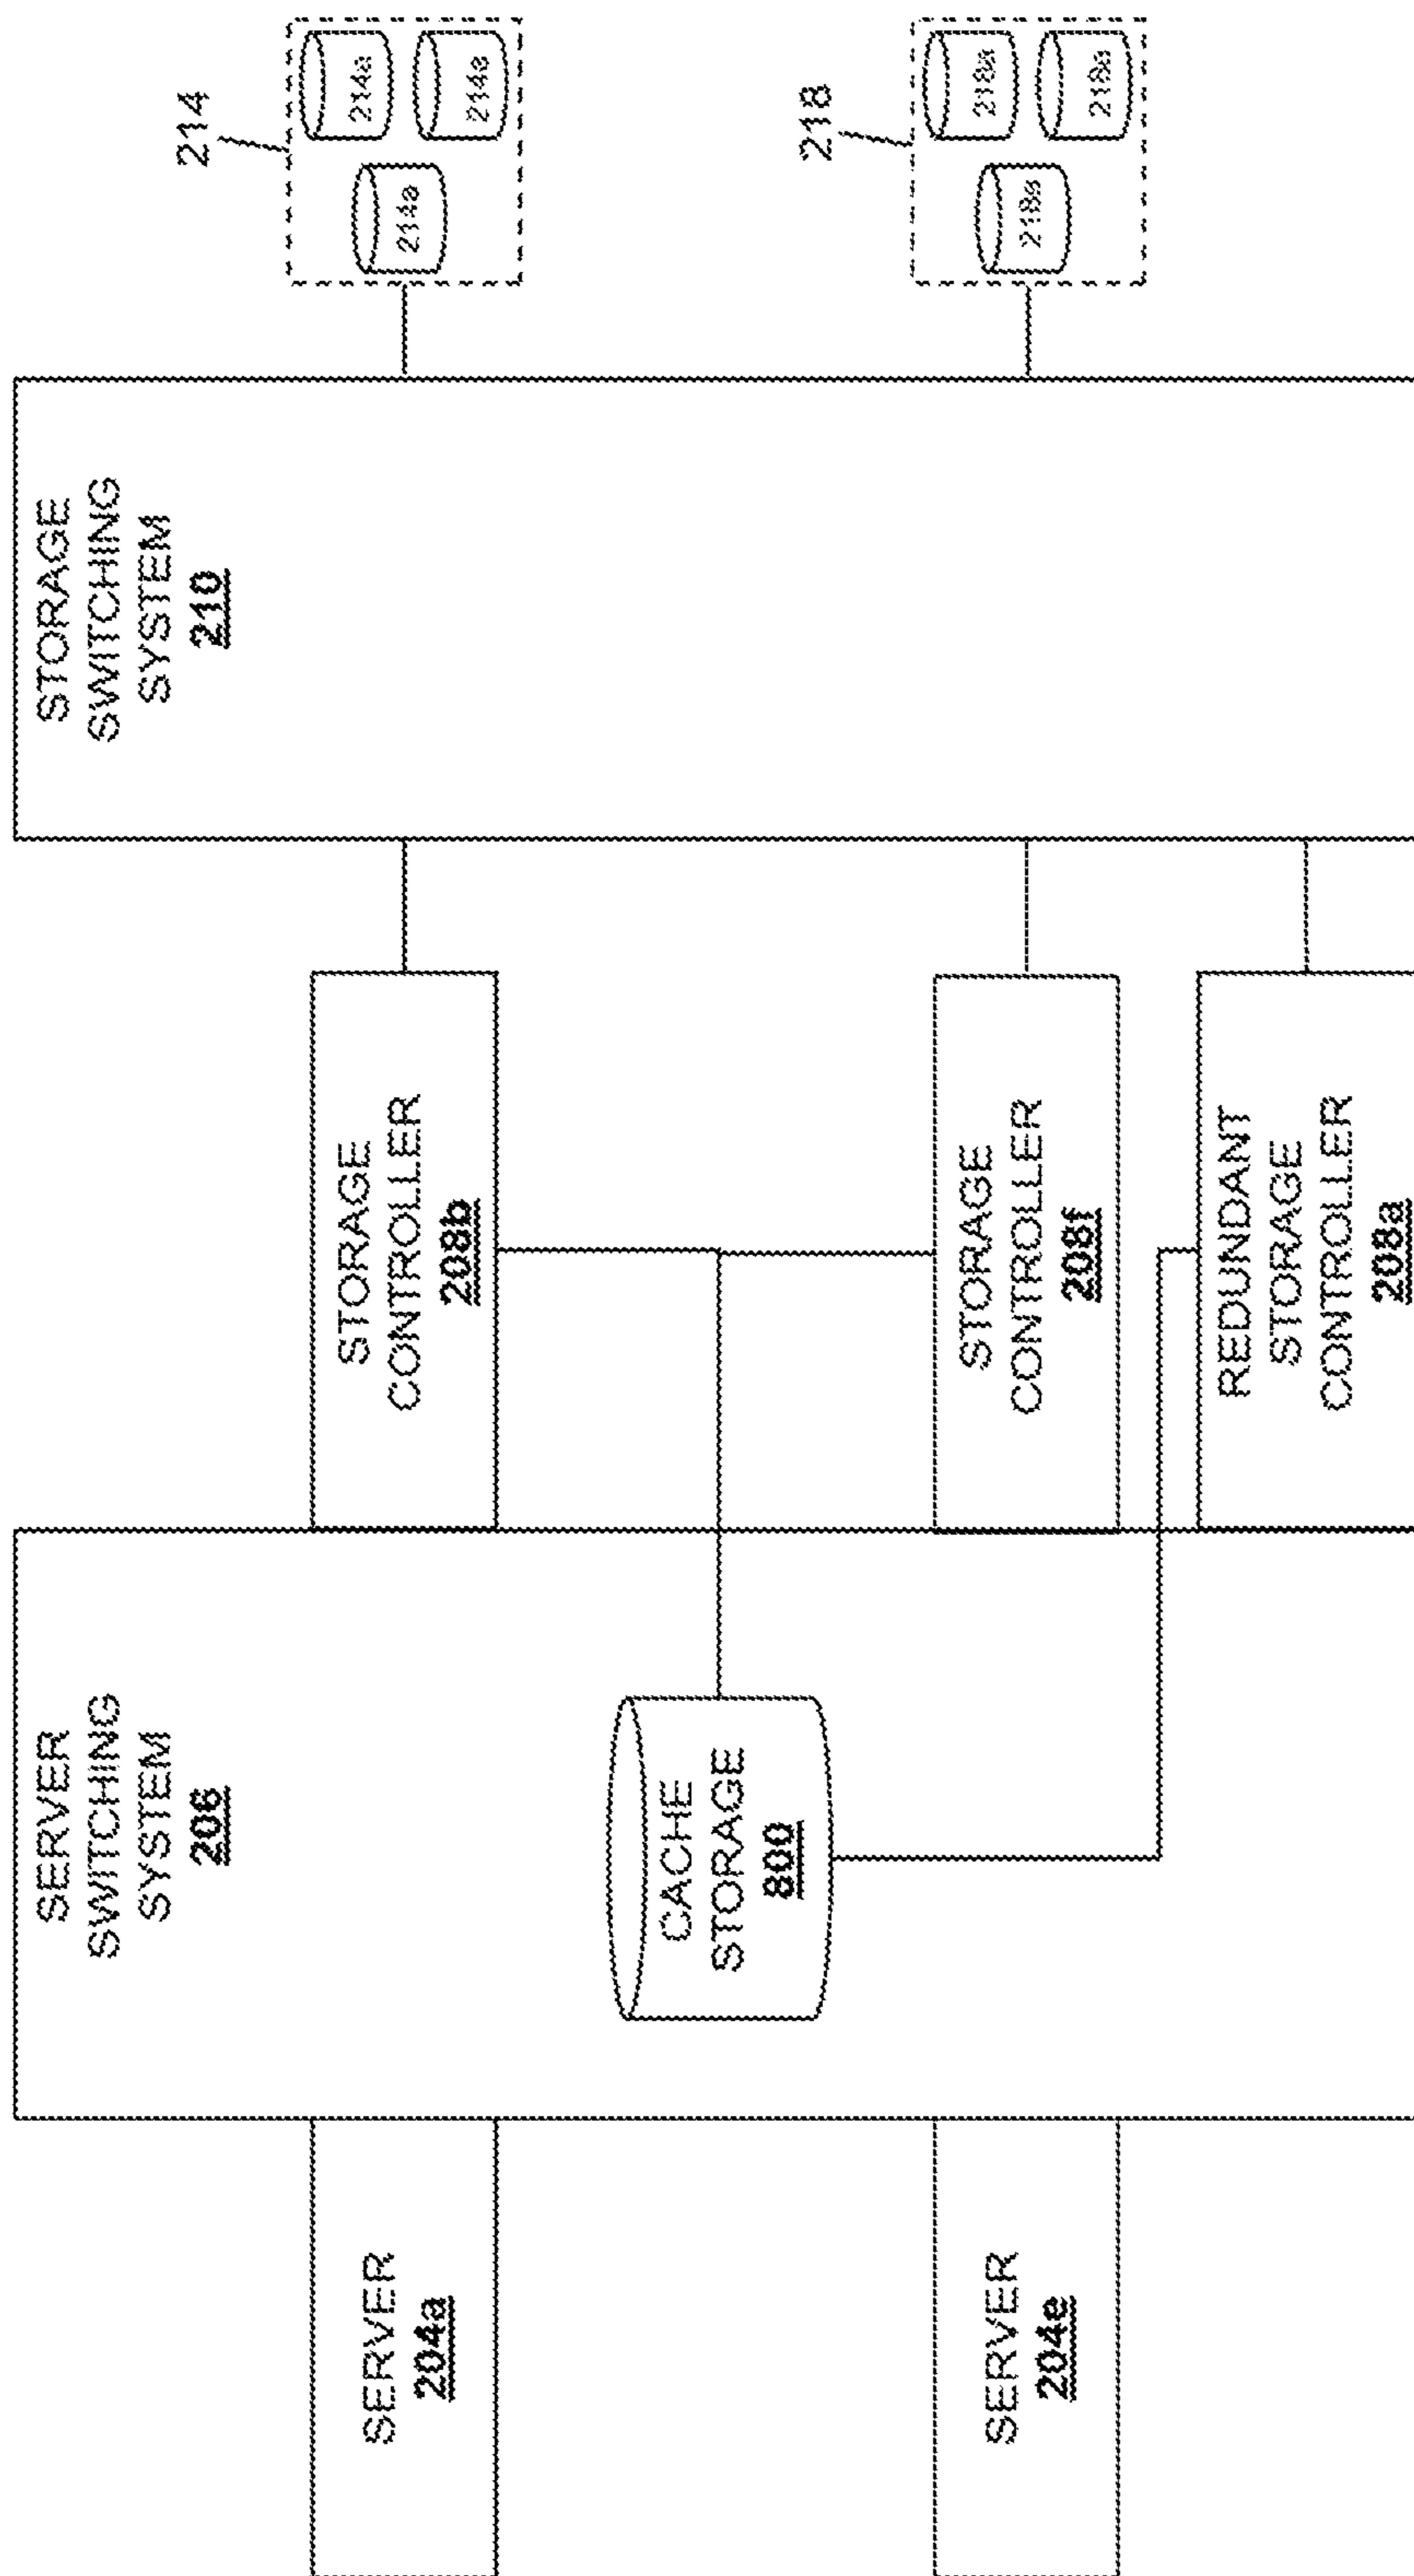 SERVER
SWITCHING
SYSTEM
206
STORAGE
SWITCHING
SYSTEM
210
214
SERVER
204a
STORAGE
CONTROLLER
208b
214a
214a
214a
CACHE
STORAGE
800
218
SERVER
204e
STORAGE
CONTROLLER
208f
218a
218a
218a
REDUNDANT
STORAGE
CONTROLLER
208a